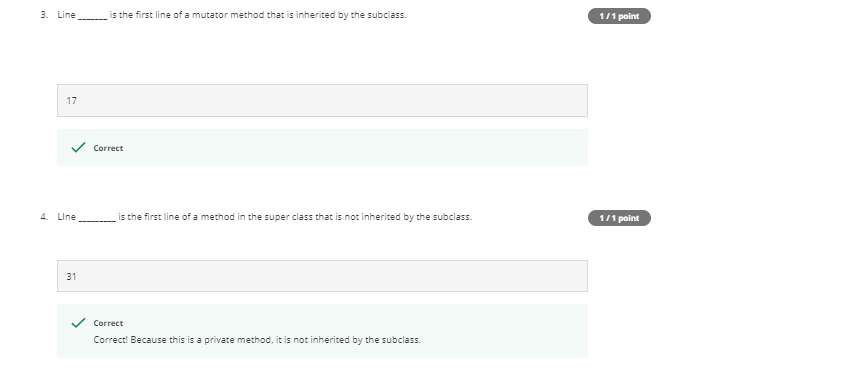 3. Line _______ is the first line of a mutator method that is inherited by the subclass.
1 / 1 point
17
Correct
4. LIne _________ is the first line of a method in the super class that is not inherited by the subclass.
1 / 1 point
31
Correct
Correct! Because this is a private method, it is not inherited by the subclass.